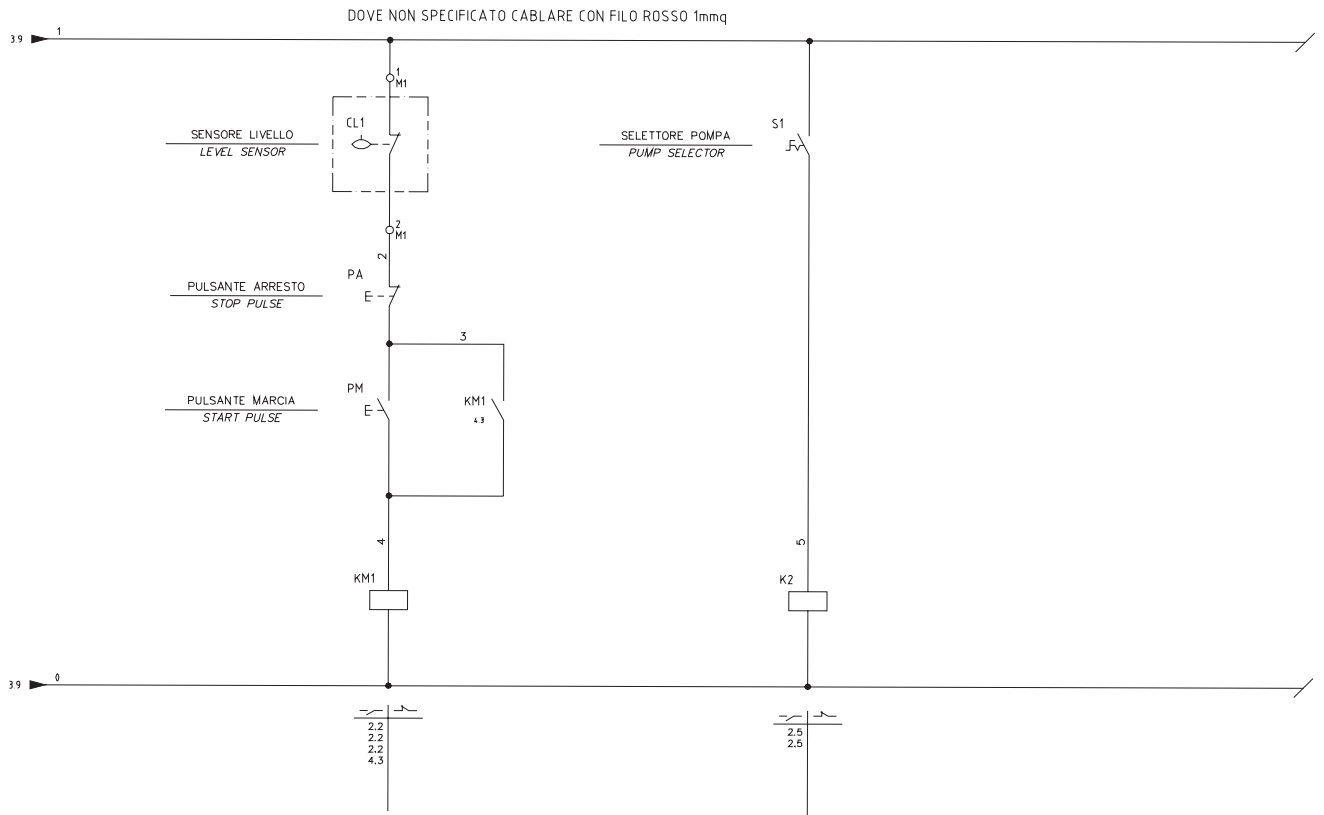 DOVE NON SPECIFICATO CABLARE CON FILO ROSSO 1mmq
3.9
1
1
M1
CL1
SENSORE LIVELLO
LEVEL SENSOR
S1
SELETTORE POMPA
PUMP SELECTOR
2
M1
2
PA
PULSANTE ARRESTO
STOP PULSE
3
PM
PULSANTE MARCIA
START PULSE
KM1
4.3
4
5
KM1
K2
3.9
0
2.2
2.2
2.2
4.3
2.5
2.5